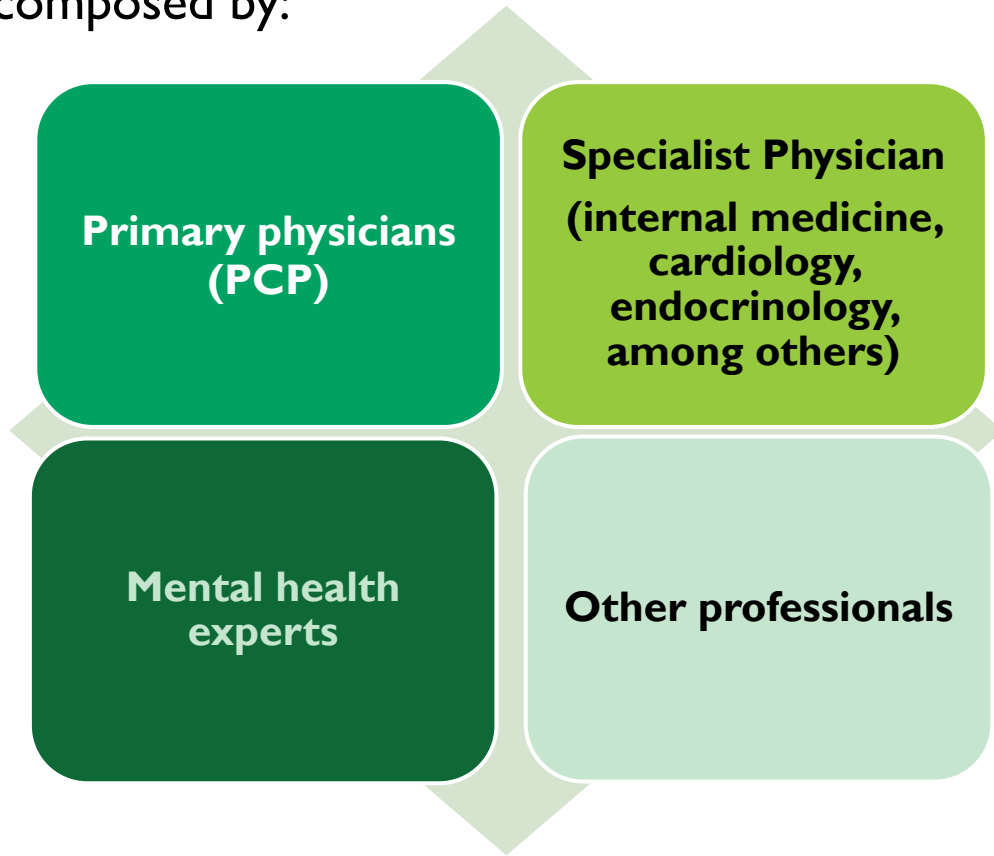 composed by:
Primary physicians
(PCP)
Specialist Physician
(internal medicine,
cardiology,
endocrinology,
among others)
Mental health
experts
Other professionals